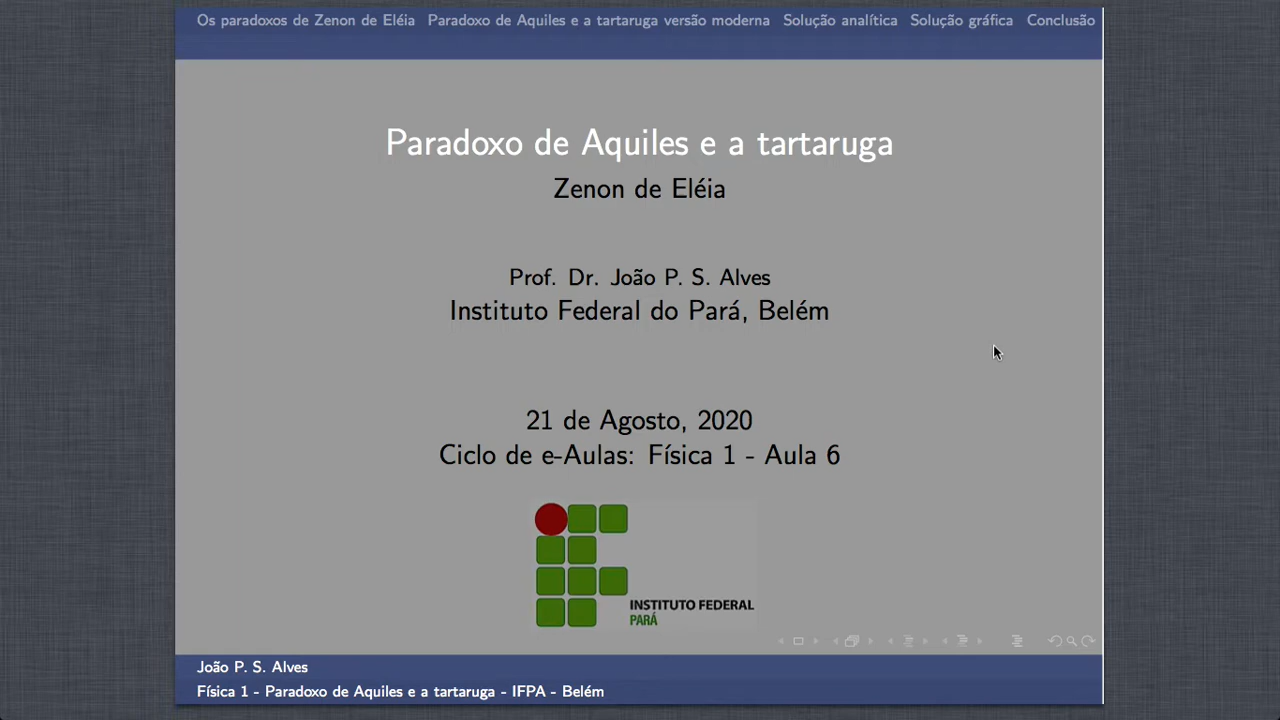 Os paradoxos de Zenon de Eléia Paradoxo de Aquiles e a tartaruga versão moderna Solução analítica Solução gráfica Conclusão
Paradoxo de Aquiles e a tartaruga
Zenon de Eléia
Prof. Dr. João P. S. Alves
Instituto Federal do Pará, Belém
21 de Agosto, 2020
Ciclo de e-Aulas: Física 1 - Aula 6
INSTITUTO FEDERAL
PARÁ
João P. S. Alves
Física 1 - Paradoxo de Aquiles e a tartaruga - IFPA - Belém